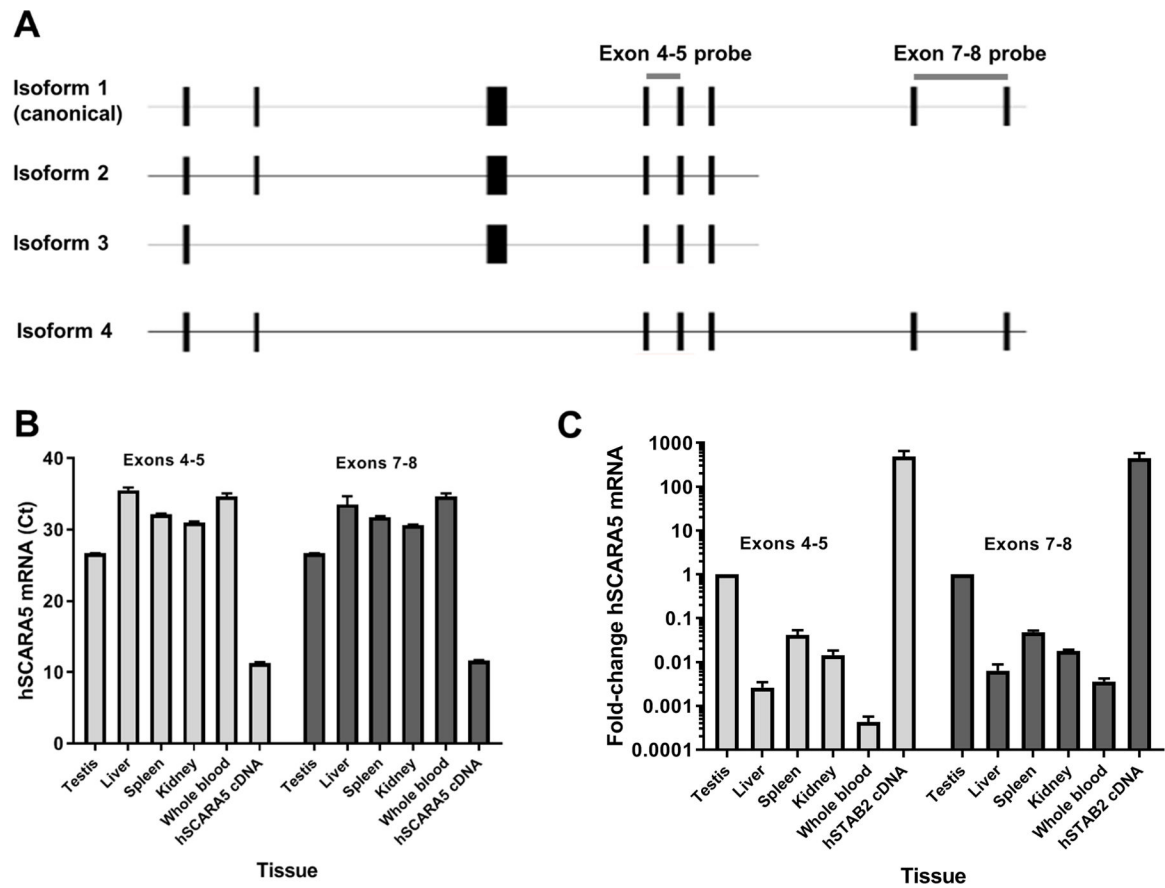 A
Exon 4-5 probe
Exon 7-8 probe
Isoform 1
(canonical)
Isoform 2
Isoform 3
Isoform 4
B
hSCARA5 mRNA (Ct)
40
30
20
10
0
Exons 4-5
Exons 7-8
Testis
Liver
Spleen
Kidney
Whole blood
hSCARA5 cDNA
Testis
Liver
Spleen
Kidney
Whole blood
hSCARA5 cDNA
Tissue
C
Fold-change hSCARA5 mRNA
1000
100
10
1
0.1
0.01
0.001
0.0001
Exons 4-5
Exons 7-8
Testis
Liver
Spleen
Kidney
Whole blood
hSTAB2 cDNA
Testis
Liver
Spleen
Kidney
Whole blood
hSTAB2 cDNA
Tissue